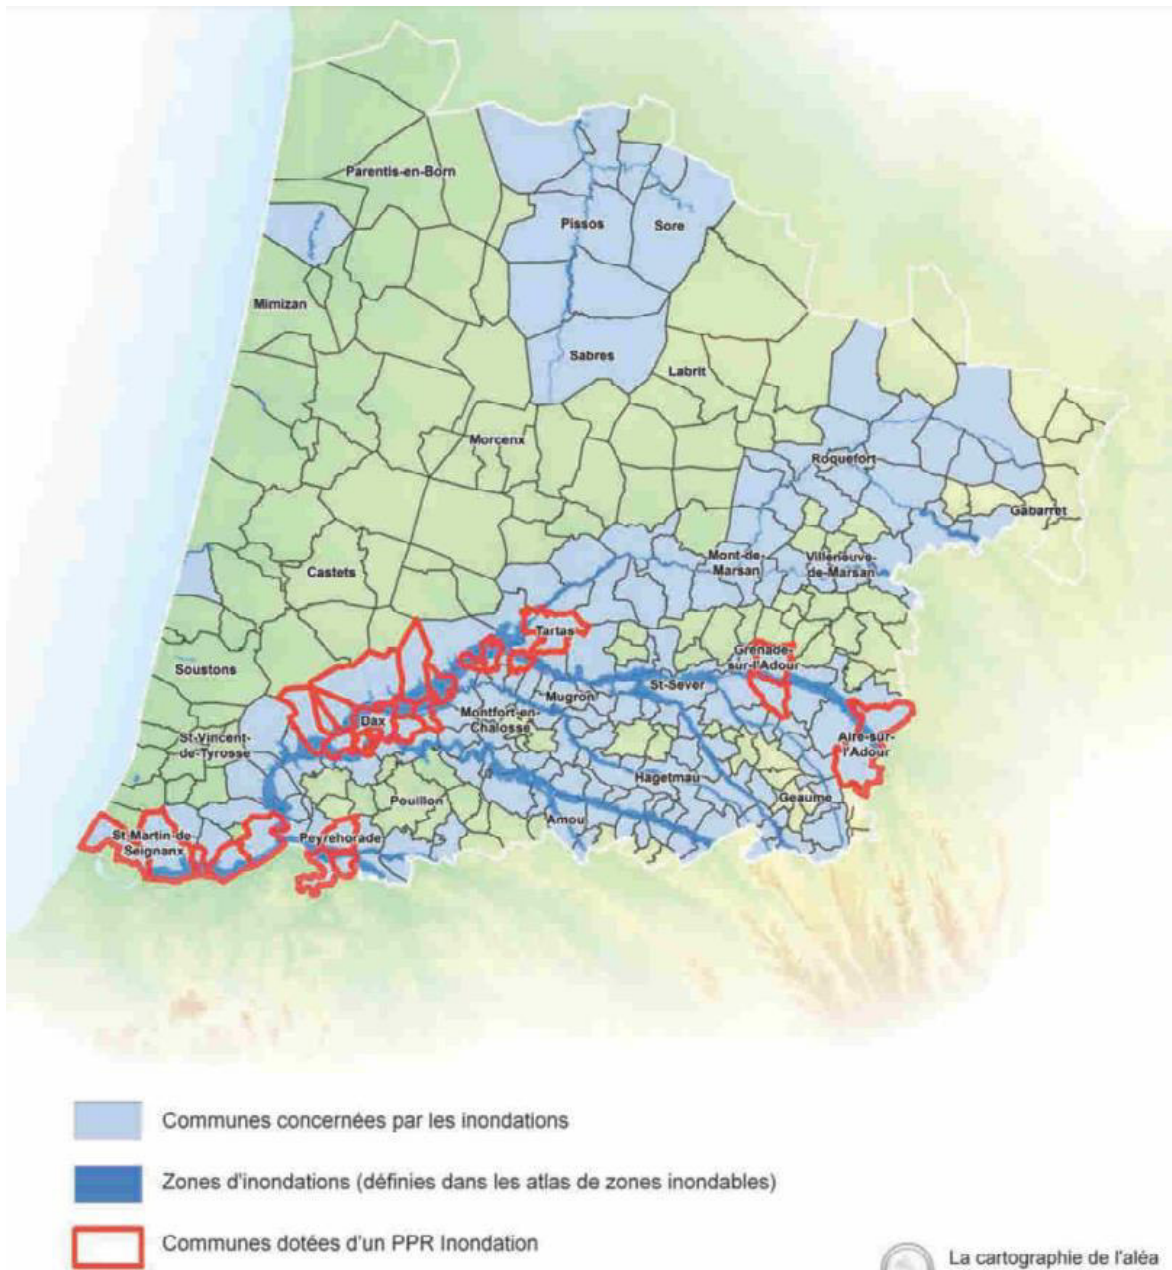 Parentis-en-Born
Pissos
Sore
Mimizan
Sabres
Labrit
Morcenx
Roquefort
Gabarret
Mont-de-
Marsan
Villeneuve-
de-Marsan
Castets
Tartas
Grenade-
sur-l'Adour
Soustons
St-Sever
Mugron
Dax
Montfort-en-
Chalosse
St-Vincent-
de-Tyrosse
Aire-sur-
l'Adour
Hagetmau
Geaume
Pouillon
Amou
St-Martin-de-
Seignanx
Peyrehorade
Communes concernées par les inondations
Zones d'inondations (définies dans les atlas de zones inondables)
Communes dotées d'un PPR Inondation
La cartographie de l'aléa